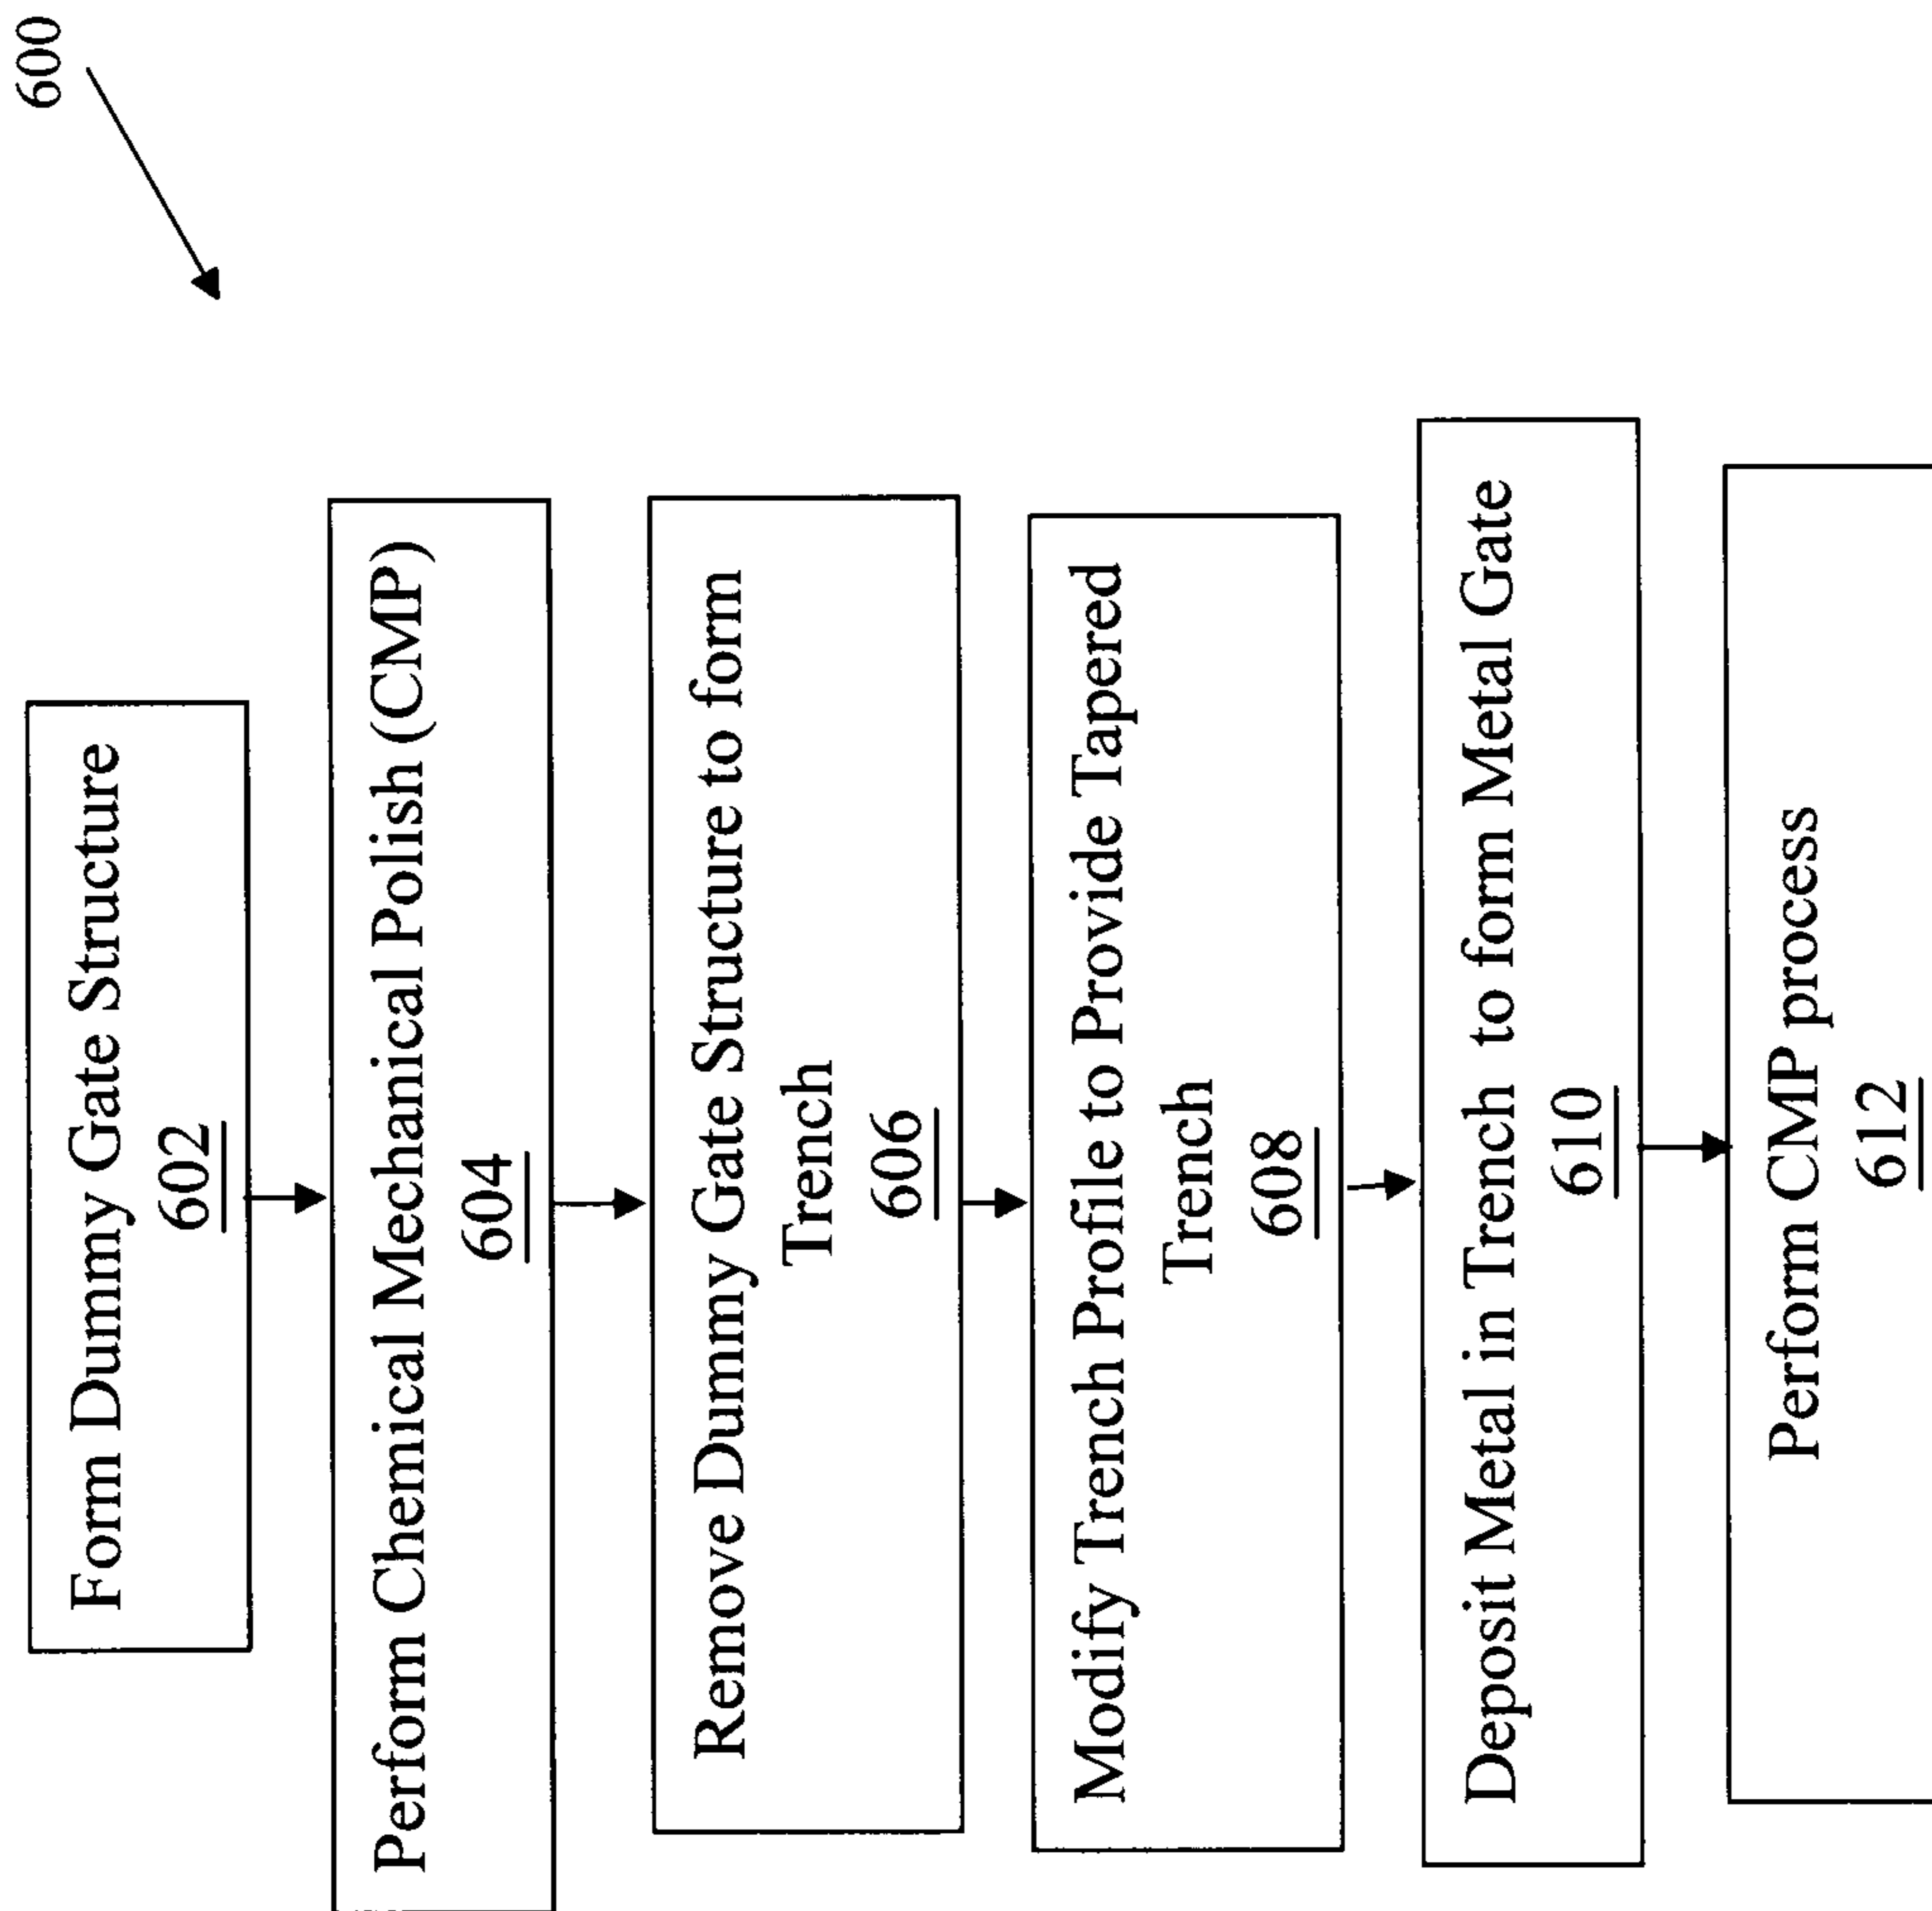 600
Form Dummy Gate Structure
602
Perform Chemical Mechanical Polish (CMP)
604
Remove Dummy Gate Structure to form
Trench
606
Modify Trench Profile to Provide Tapered
Trench
608
Deposit Metal in Trench to form Metal Gate
610
Perform CMP process
612